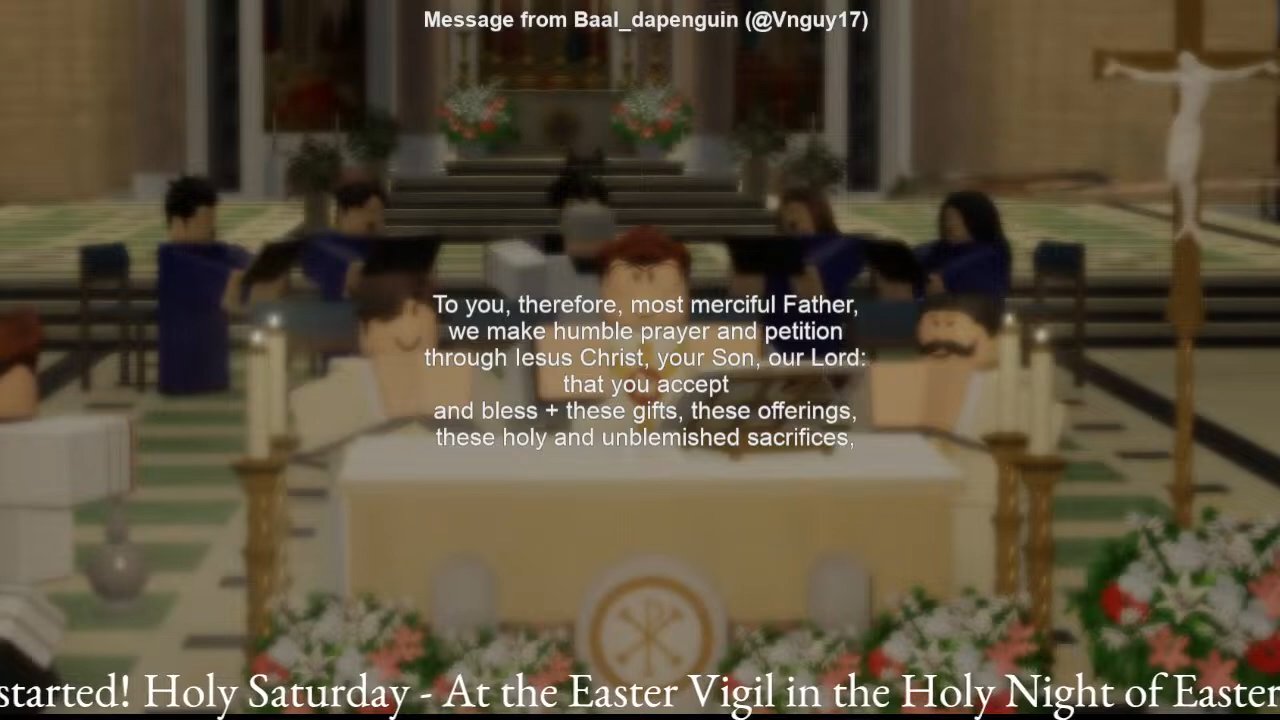 Message from Baal_dapenguin (@Vnguy17)
To you, therefore, most merciful Father,
we make humble prayer and petition
through Iesus Christ, your Son, our Lord:
that you accept
and bless + these gifts, these offerings,
these holy and unblemished sacrifices,
started! Holy Saturday - At the Easter Vigil in the Holy Night of Easter